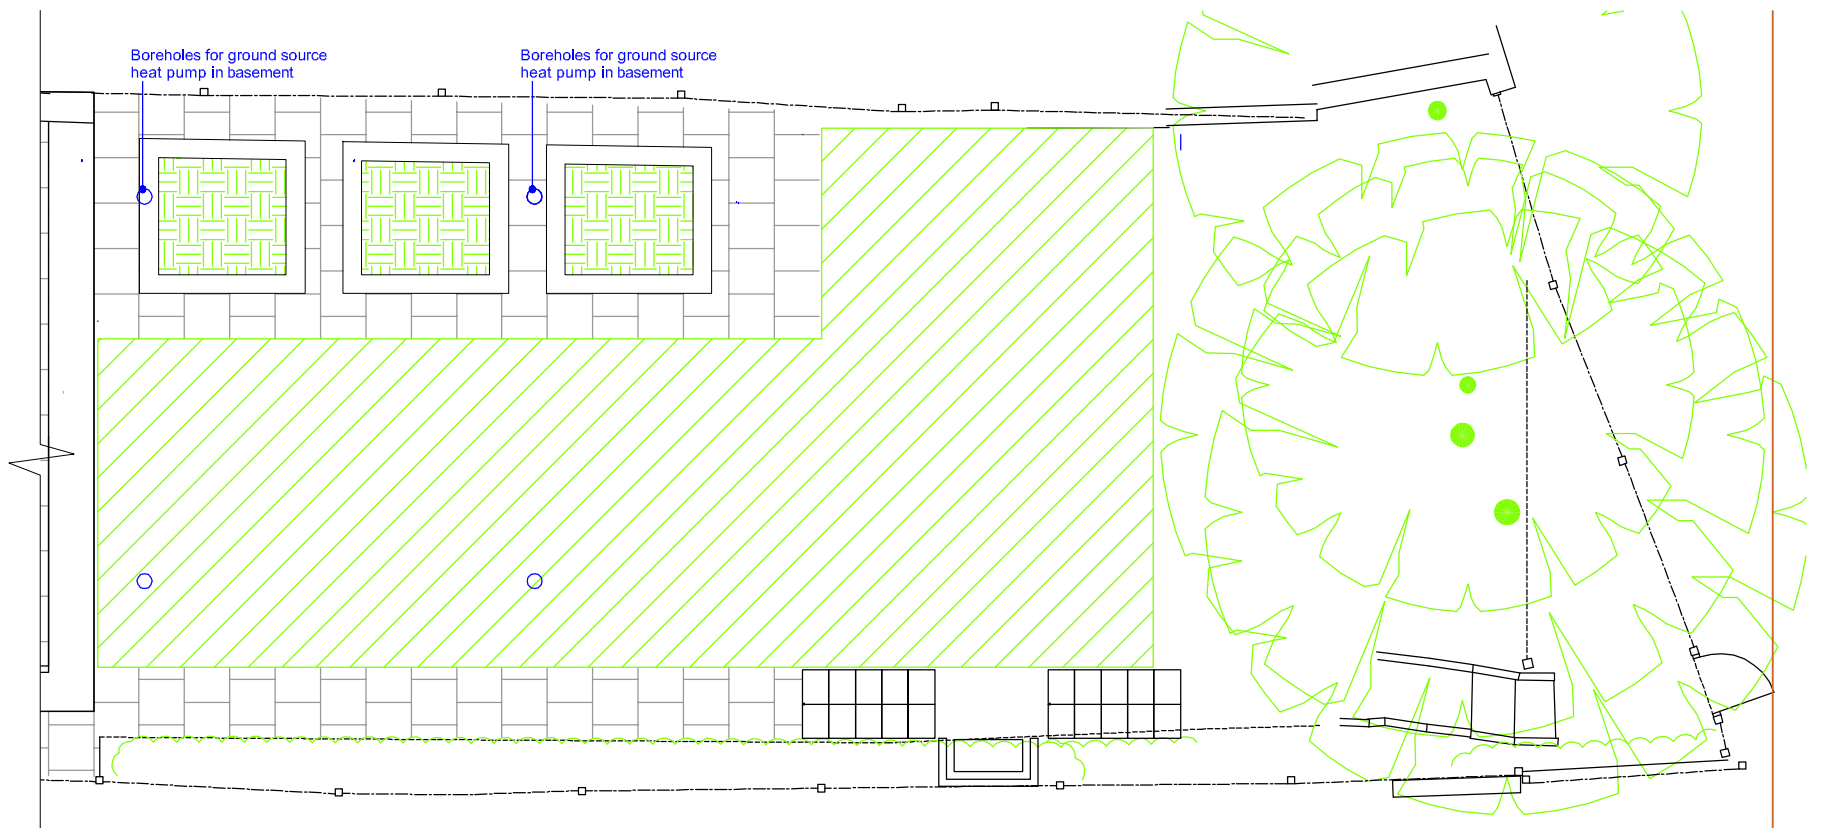 Boreholes for ground source
heat pump in basement
Boreholes for ground source
heat pump in basement